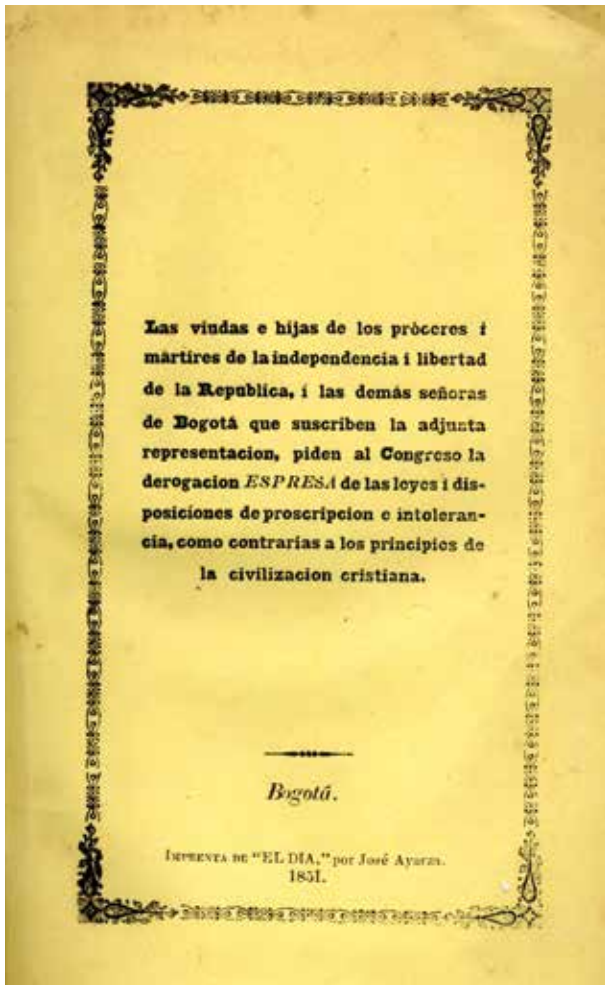 Las viudas e hijas de los próceres i
mártires de la independencia i libertad
de la Republica, i las demás señoras
de Bogotá que suscriben la adjunta
representacion, piden al Congreso la
derogacion ESPRESA de las leyes i dis-
posiciones de proscripcion e intoleran-
cia, como contrarias a los principios de
la civilizacion cristiana.
Bogotá.
IMPRENTA DE "EL DIA," por José Ayarza.
1851.